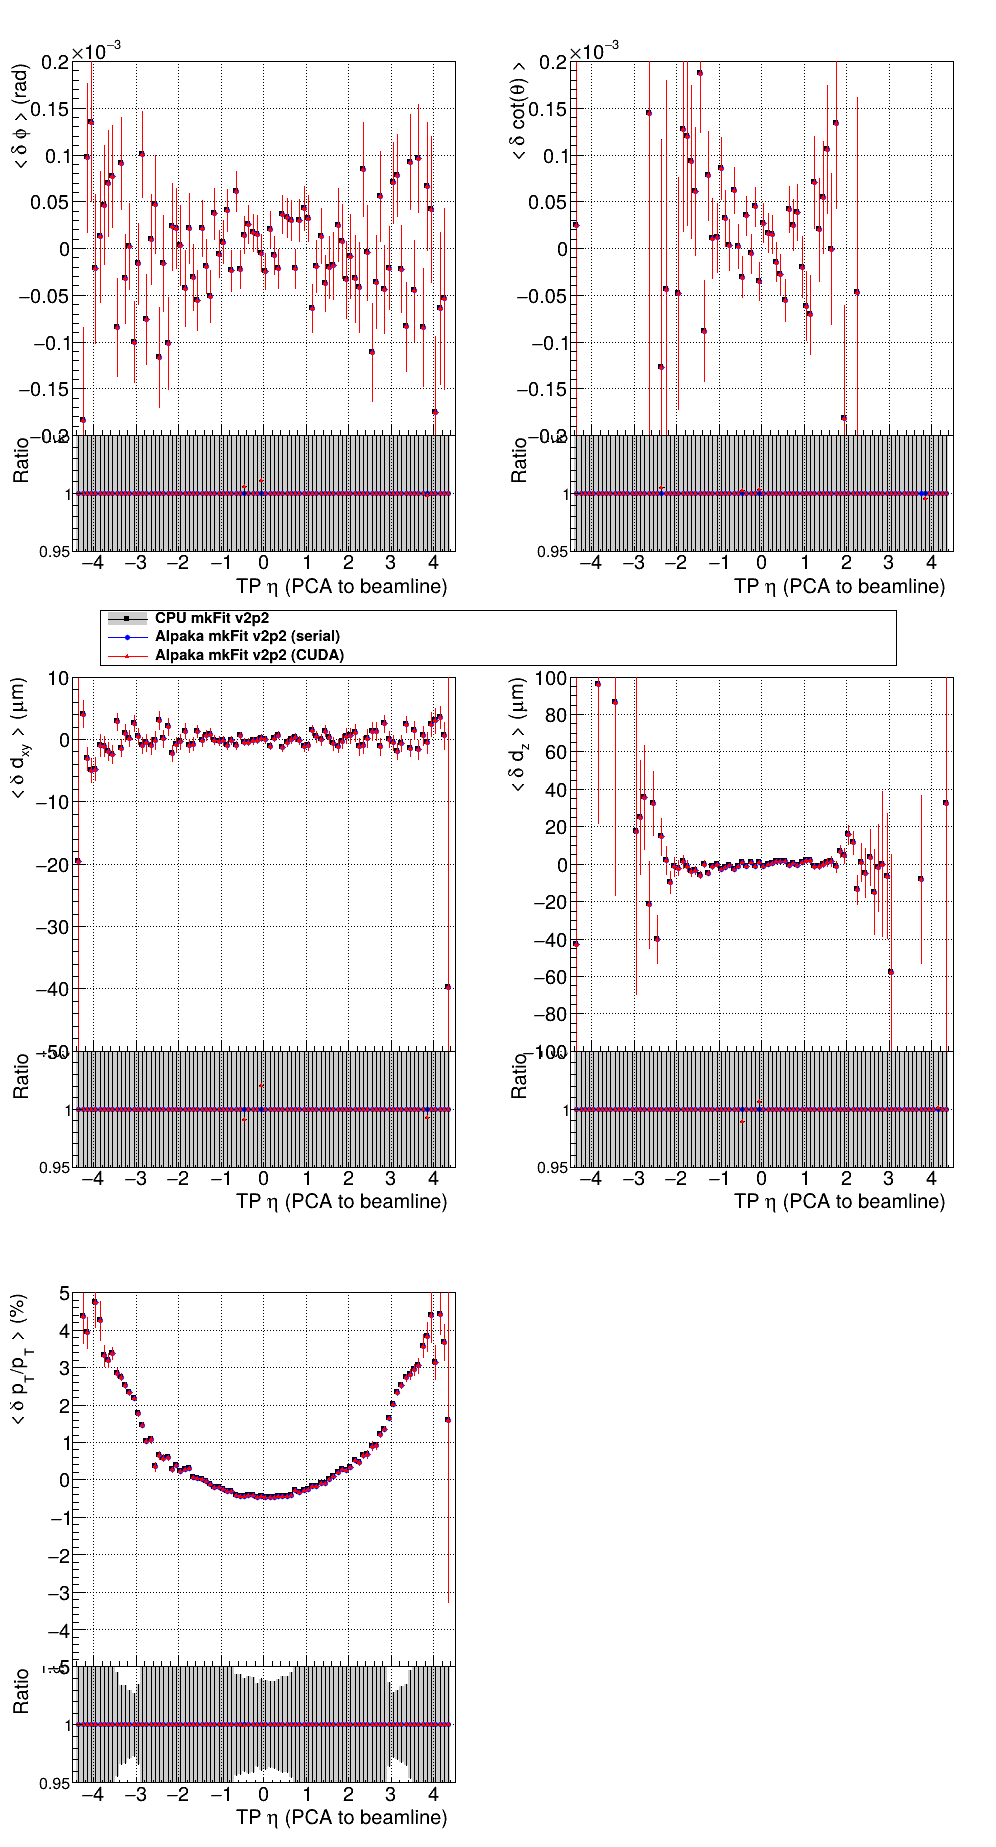 ×10⁻³
< δ φ > (rad)
0.2
0.15
0.1
0.05
0
−0.05
−0.1
−0.15
−0.2
Ratio
1
0.95
−4 −3 −2 −1 0 1 2 3 4
TP η (PCA to beamline)
×10⁻³
< δ cot(θ) >
0.2
0.15
0.1
0.05
0
−0.05
−0.1
−0.15
−0.2
Ratio
1
0.95
−4 −3 −2 −1 0 1 2 3 4
TP η (PCA to beamline)
CPU mkFit v2p2
Alpaka mkFit v2p2 (serial)
Alpaka mkFit v2p2 (CUDA)
< δ d_xy > (μm)
10
0
−10
−20
−30
−40
−50
Ratio
1
0.95
−4 −3 −2 −1 0 1 2 3 4
TP η (PCA to beamline)
< δ d_z > (μm)
100
80
60
40
20
0
−20
−40
−60
−80
−100
Ratio
1
0.95
−4 −3 −2 −1 0 1 2 3 4
TP η (PCA to beamline)
< δ p_T/p_T > (%)
5
4
3
2
1
0
−1
−2
−3
−4
−5
Ratio
1
0.95
−4 −3 −2 −1 0 1 2 3 4
TP η (PCA to beamline)